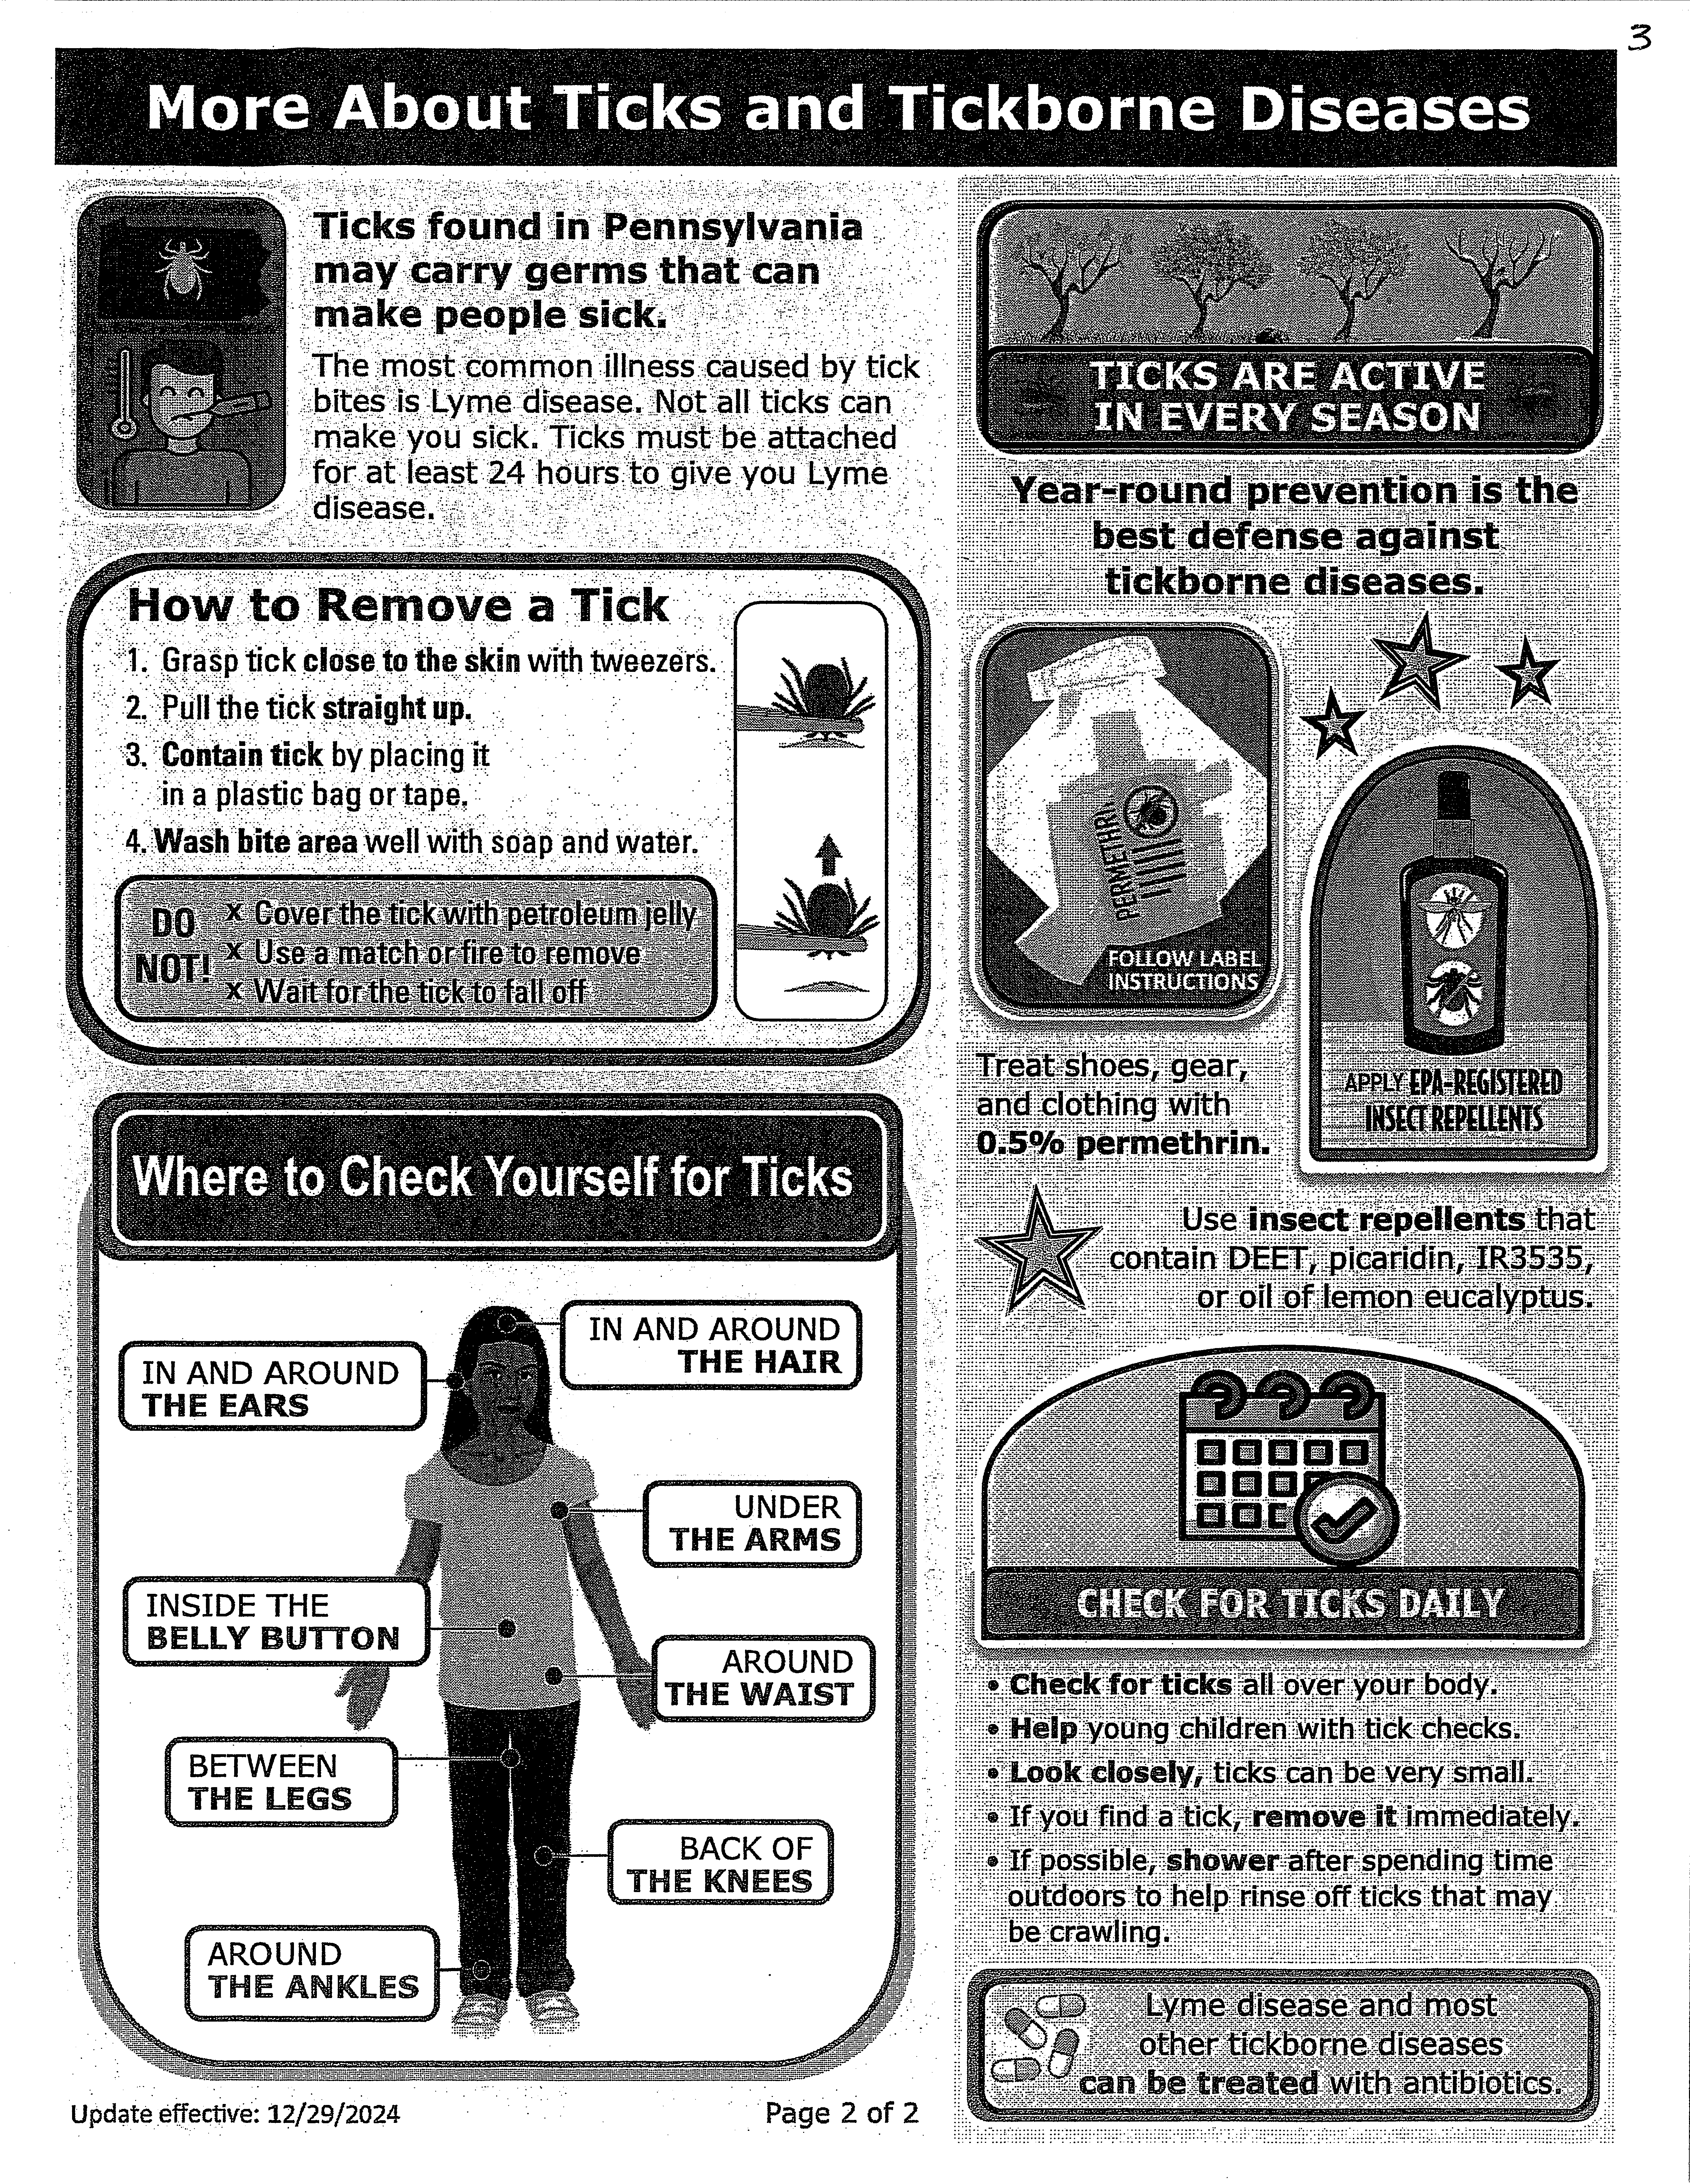 3
More About Ticks and Tickborne Diseases
Ticks found in Pennsylvania
may carry germs that can
make people sick.
The most common illness caused by tick
bites is Lyme disease. Not all ticks can
make you sick. Ticks must be attached
for at least 24 hours to give you Lyme
disease.
How to Remove a Tick
1. Grasp tick close to the skin with tweezers.
2. Pull the tick straight up.
3. Contain tick by placing it
in a plastic bag or tape.
4. Wash bite area well with soap and water.
DO
NOT!
x Cover the tick with petroleum jelly
x Use a match or fire to remove
x Wait for the tick to fall off
Where to Check Yourself for Ticks
IN AND AROUND
THE HAIR
IN AND AROUND
THE EARS
UNDER
THE ARMS
INSIDE THE
BELLY BUTTON
AROUND
THE WAIST
BETWEEN
THE LEGS
BACK OF
THE KNEES
AROUND
THE ANKLES
Update effective: 12/29/2024
Page 2 of 2
TICKS ARE ACTIVE
IN EVERY SEASON
Year-round prevention is the
best defense against
tickborne diseases.
PERMETHRIN
FOLLOW LABEL
INSTRUCTIONS
Treat shoes, gear,
and clothing with
0.5% permethrin.
APPLY EPA-REGISTERED
INSECT REPELLENTS
Use insect repellents that
contain DEET, picaridin, IR3535,
or oil of lemon eucalyptus.
CHECK FOR TICKS DAILY
• Check for ticks all over your body.
• Help young children with tick checks.
• Look closely, ticks can be very small.
• If you find a tick, remove it immediately.
• If possible, shower after spending time
outdoors to help rinse off ticks that may
be crawling.
Lyme disease and most
other tickborne diseases
can be treated with antibiotics.